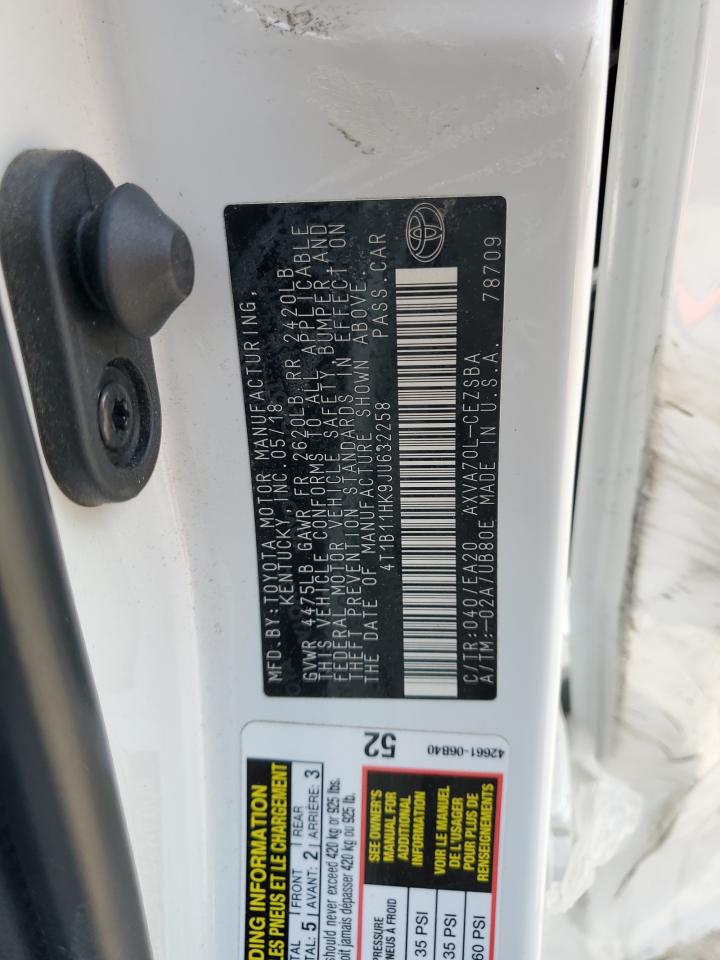 MFD. BY: TOYOTA MOTOR MANUFACTURING,
KENTUCKY, INC. 05/18
GVWR 4475LB GAWR FR 2620LB RR 2420LB
THIS VEHICLE CONFORMS TO ALL APPLICABLE
FEDERAL MOTOR VEHICLE SAFETY, BUMPER, AND
THEFT PREVENTION STANDARDS IN EFFECT ON
THE DATE OF MANUFACTURE SHOWN ABOVE.
4T1B11HK9JU632258 PASS. CAR
C/TR: 040/EA20 AXVA70L-CEZSBA
A/TM: -02A/UB80E MADE IN U.S.A. 78709
DING INFORMATION
LES PNEUS ET LE CHARGEMENT
TAL FRONT REAR
TAL: 5 AVANT: 2 ARRIÈRE: 3
should never exceed 420 kg or 925 lbs.
oit jamais dépasser 420 kg ou 925 lb.
52
SEE OWNER'S
MANUAL FOR
ADDITIONAL
INFORMATION
VOIR LE MANUEL
DE L'USAGER
POUR PLUS DE
RENSEIGNEMENTS
PRESSURE
PNEUS À FROID
35 PSI
35 PSI
60 PSI
42661-06B40